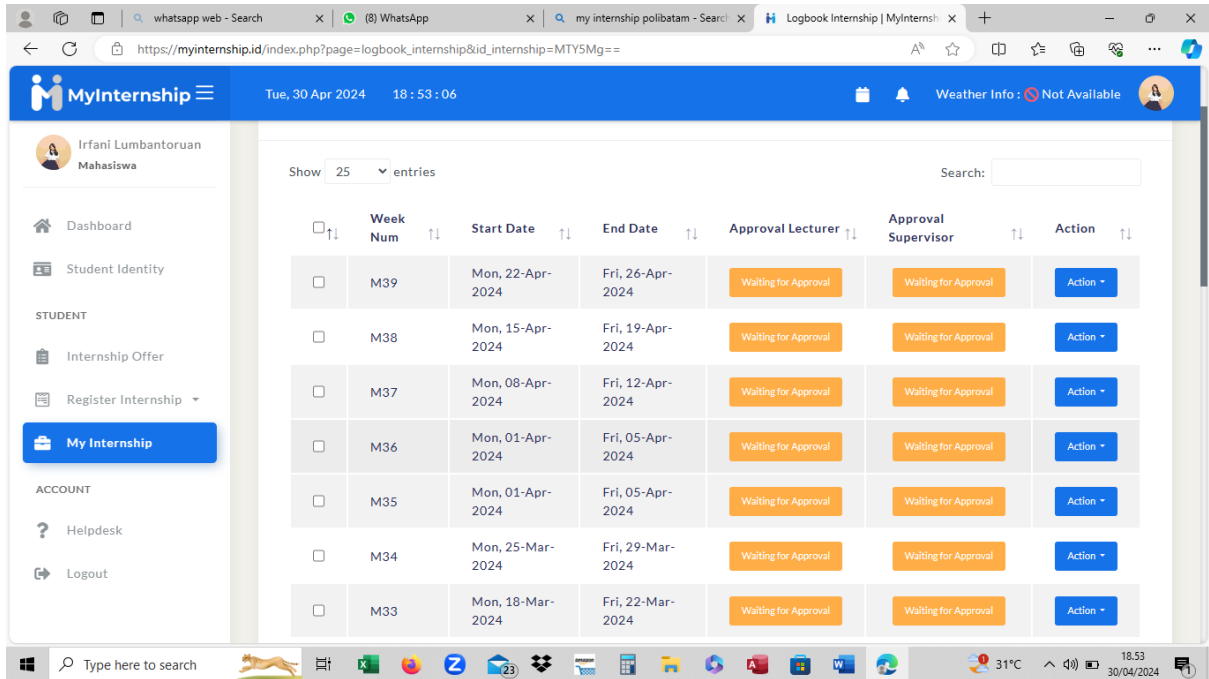 whatsapp web - Search
(8) WhatsApp
my internship polibatam - Search
Logbook Internship | MyInternsh
https://myinternship.id/index.php?page=logbook_internship&id_internship=MTY5Mg==
MyInternship
Tue, 30 Apr 2024 18 : 53 : 06
Weather Info : Not Available
Irfani Lumbantoruan
Mahasiswa
Dashboard
Student Identity
STUDENT
Internship Offer
Register Internship
My Internship
ACCOUNT
Helpdesk
Logout
Show 25 entries
Search:
Week Num Start Date End Date Approval Lecturer Approval Supervisor Action
M39 Mon, 22-Apr-2024 Fri, 26-Apr-2024 Waiting for Approval Waiting for Approval Action
M38 Mon, 15-Apr-2024 Fri, 19-Apr-2024 Waiting for Approval Waiting for Approval Action
M37 Mon, 08-Apr-2024 Fri, 12-Apr-2024 Waiting for Approval Waiting for Approval Action
M36 Mon, 01-Apr-2024 Fri, 05-Apr-2024 Waiting for Approval Waiting for Approval Action
M35 Mon, 01-Apr-2024 Fri, 05-Apr-2024 Waiting for Approval Waiting for Approval Action
M34 Mon, 25-Mar-2024 Fri, 29-Mar-2024 Waiting for Approval Waiting for Approval Action
M33 Mon, 18-Mar-2024 Fri, 22-Mar-2024 Waiting for Approval Waiting for Approval Action
Type here to search
23
31°C
18.53
30/04/2024